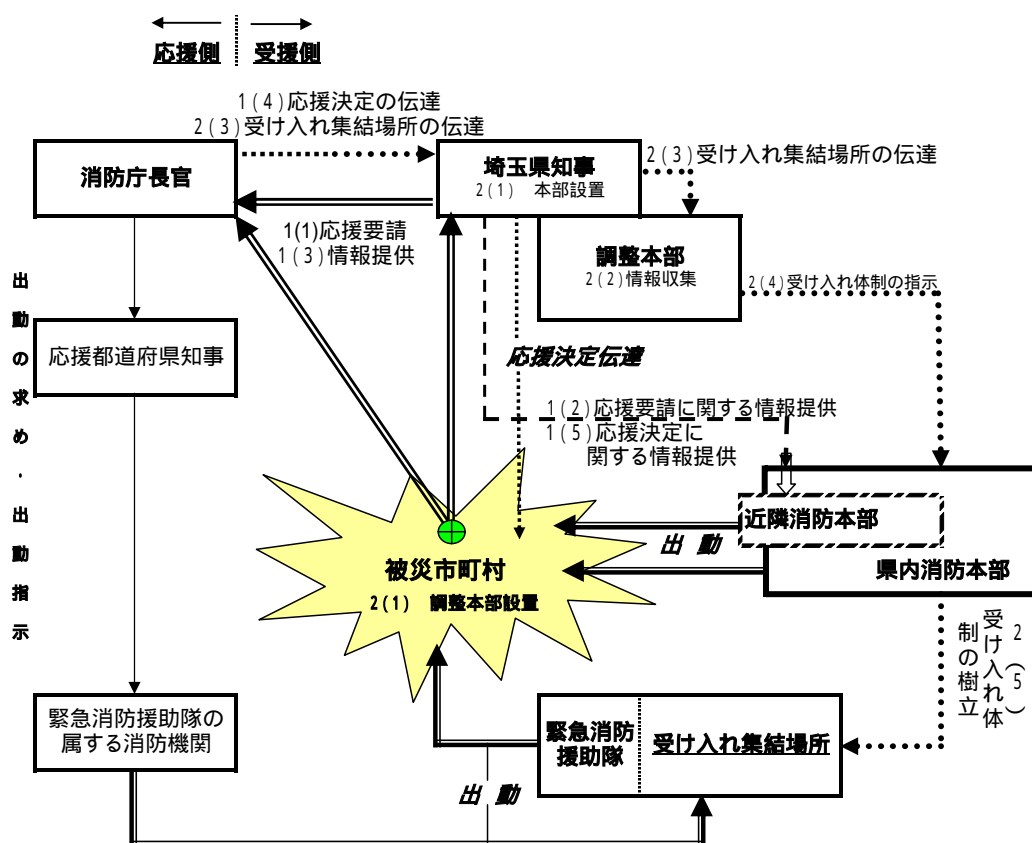 応援側
受援側
1(4)応援決定の伝達
2(3)受け入れ集結場所の伝達
消防庁長官
埼玉県知事
2(1) 本部設置
2(3)受け入れ集結場所の伝達
1(1)応援要請
1(3)情報提供
調整本部
2(2)情報収集
2(4)受け入れ体制の指示
出動の求め・出動指示
応援都道府県知事
応援決定伝達
1(2)応援要請に関する情報提供
1(5)応援決定に
関する情報提供
近隣消防本部
出 動
県内消防本部
被災市町村
2(1) 調整本部設置
2(5)
受け入れ体
制の樹立
緊急消防援助隊の
属する消防機関
緊急消防
援助隊
受け入れ集結場所
出 動